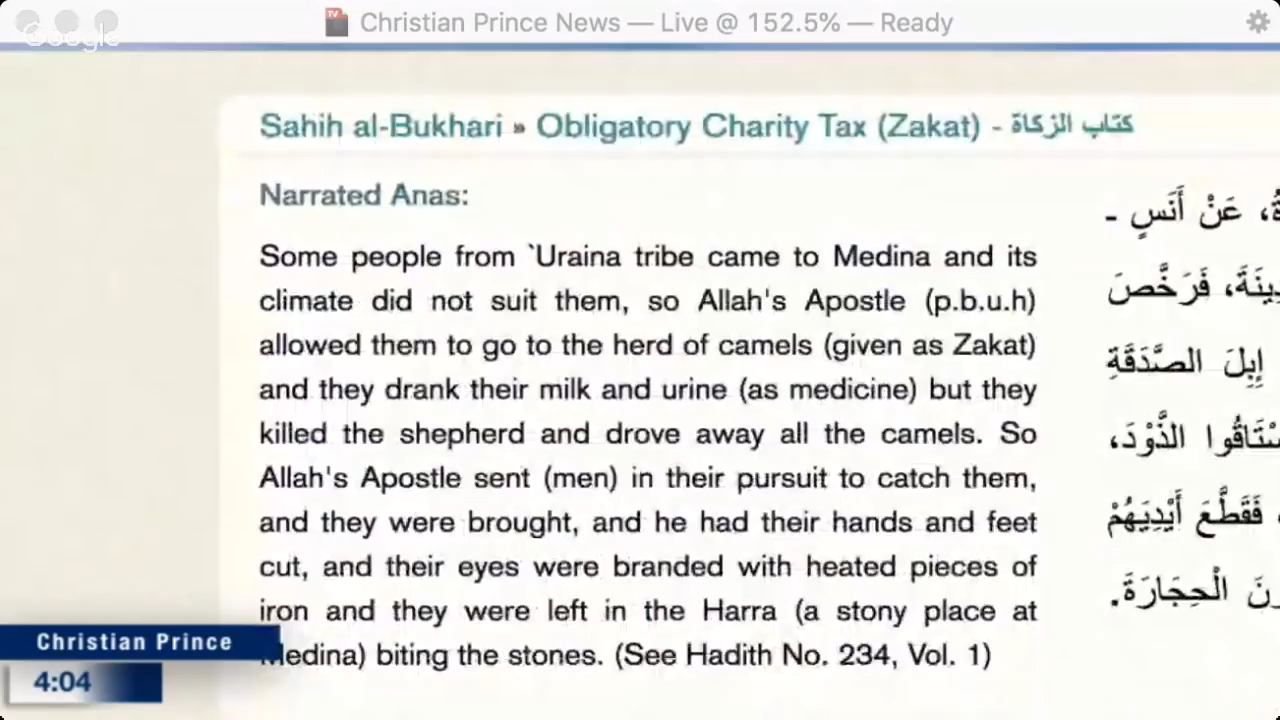 Google
Christian Prince News — Live @ 152.5% — Ready
Sahih al-Bukhari » Obligatory Charity Tax (Zakat) - كتاب الزكاة
Narrated Anas:
Some people from `Uraina tribe came to Medina and its
climate did not suit them, so Allah's Apostle (p.b.u.h)
allowed them to go to the herd of camels (given as Zakat)
and they drank their milk and urine (as medicine) but they
killed the shepherd and drove away all the camels. So
Allah's Apostle sent (men) in their pursuit to catch them,
and they were brought, and he had their hands and feet
cut, and their eyes were branded with heated pieces of
iron and they were left in the Harra (a stony place at
Medina) biting the stones. (See Hadith No. 234, Vol. 1)
عَنْ أَنَسٍ ـ
فَرَخَّصَ
إِبِلَ الصَّدَقَةِ
الذَّوْدَ،
فَقَطَّعَ أَيْدِيَهُمْ
الْحِجَارَةَ.
Christian Prince
4:04